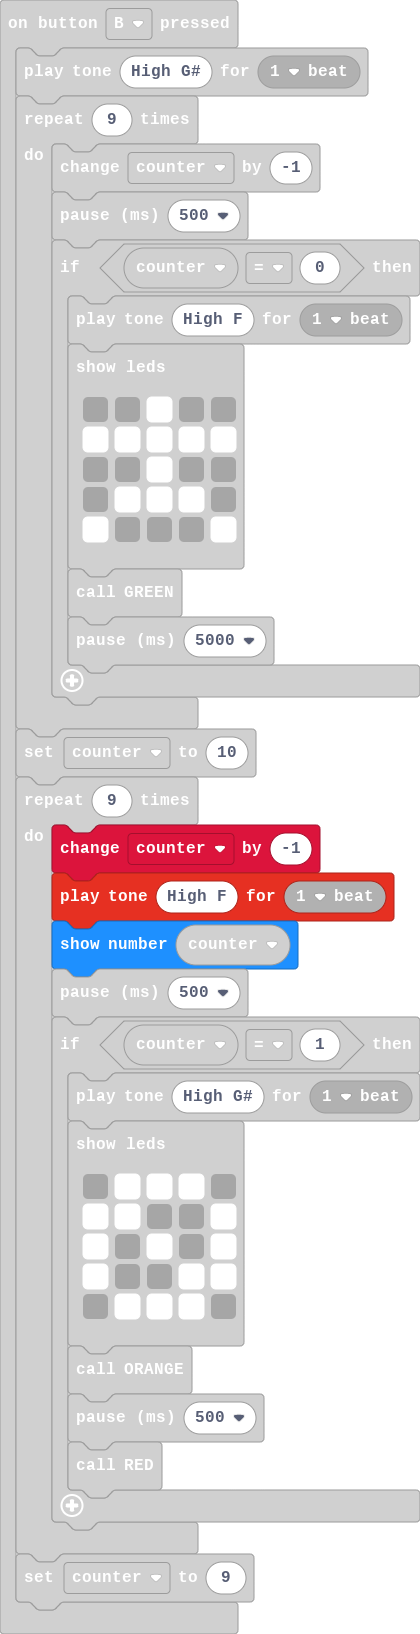 on button B pressed
play tone High G# for 1 beat
repeat 9 times
do
change counter by -1
pause (ms) 500
if counter = 0 then
play tone High F for 1 beat
show leds
call GREEN
pause (ms) 5000
set counter to 10
repeat 9 times
do
change counter by -1
play tone High F for 1 beat
show number counter
pause (ms) 500
if counter = 1 then
play tone High G# for 1 beat
show leds
call ORANGE
pause (ms) 500
call RED
set counter to 9